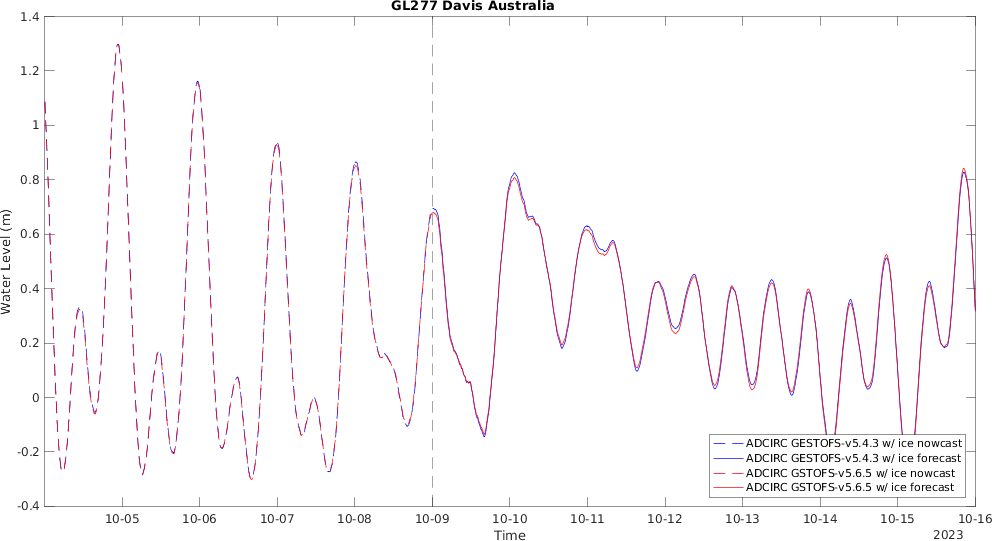 GL277 Davis Australia
Water Level (m)
1.4
1.2
1
0.8
0.6
0.4
0.2
0
-0.2
-0.4
ADCIRC GESTOFS-v5.4.3 w/ ice nowcast
ADCIRC GESTOFS-v5.4.3 w/ ice forecast
ADCIRC GSTOFS-v5.6.5 w/ ice nowcast
ADCIRC GSTOFS-v5.6.5 w/ ice forecast
10-05 10-06 10-07 10-08 10-09 10-10 10-11 10-12 10-13 10-14 10-15 10-16
Time
2023